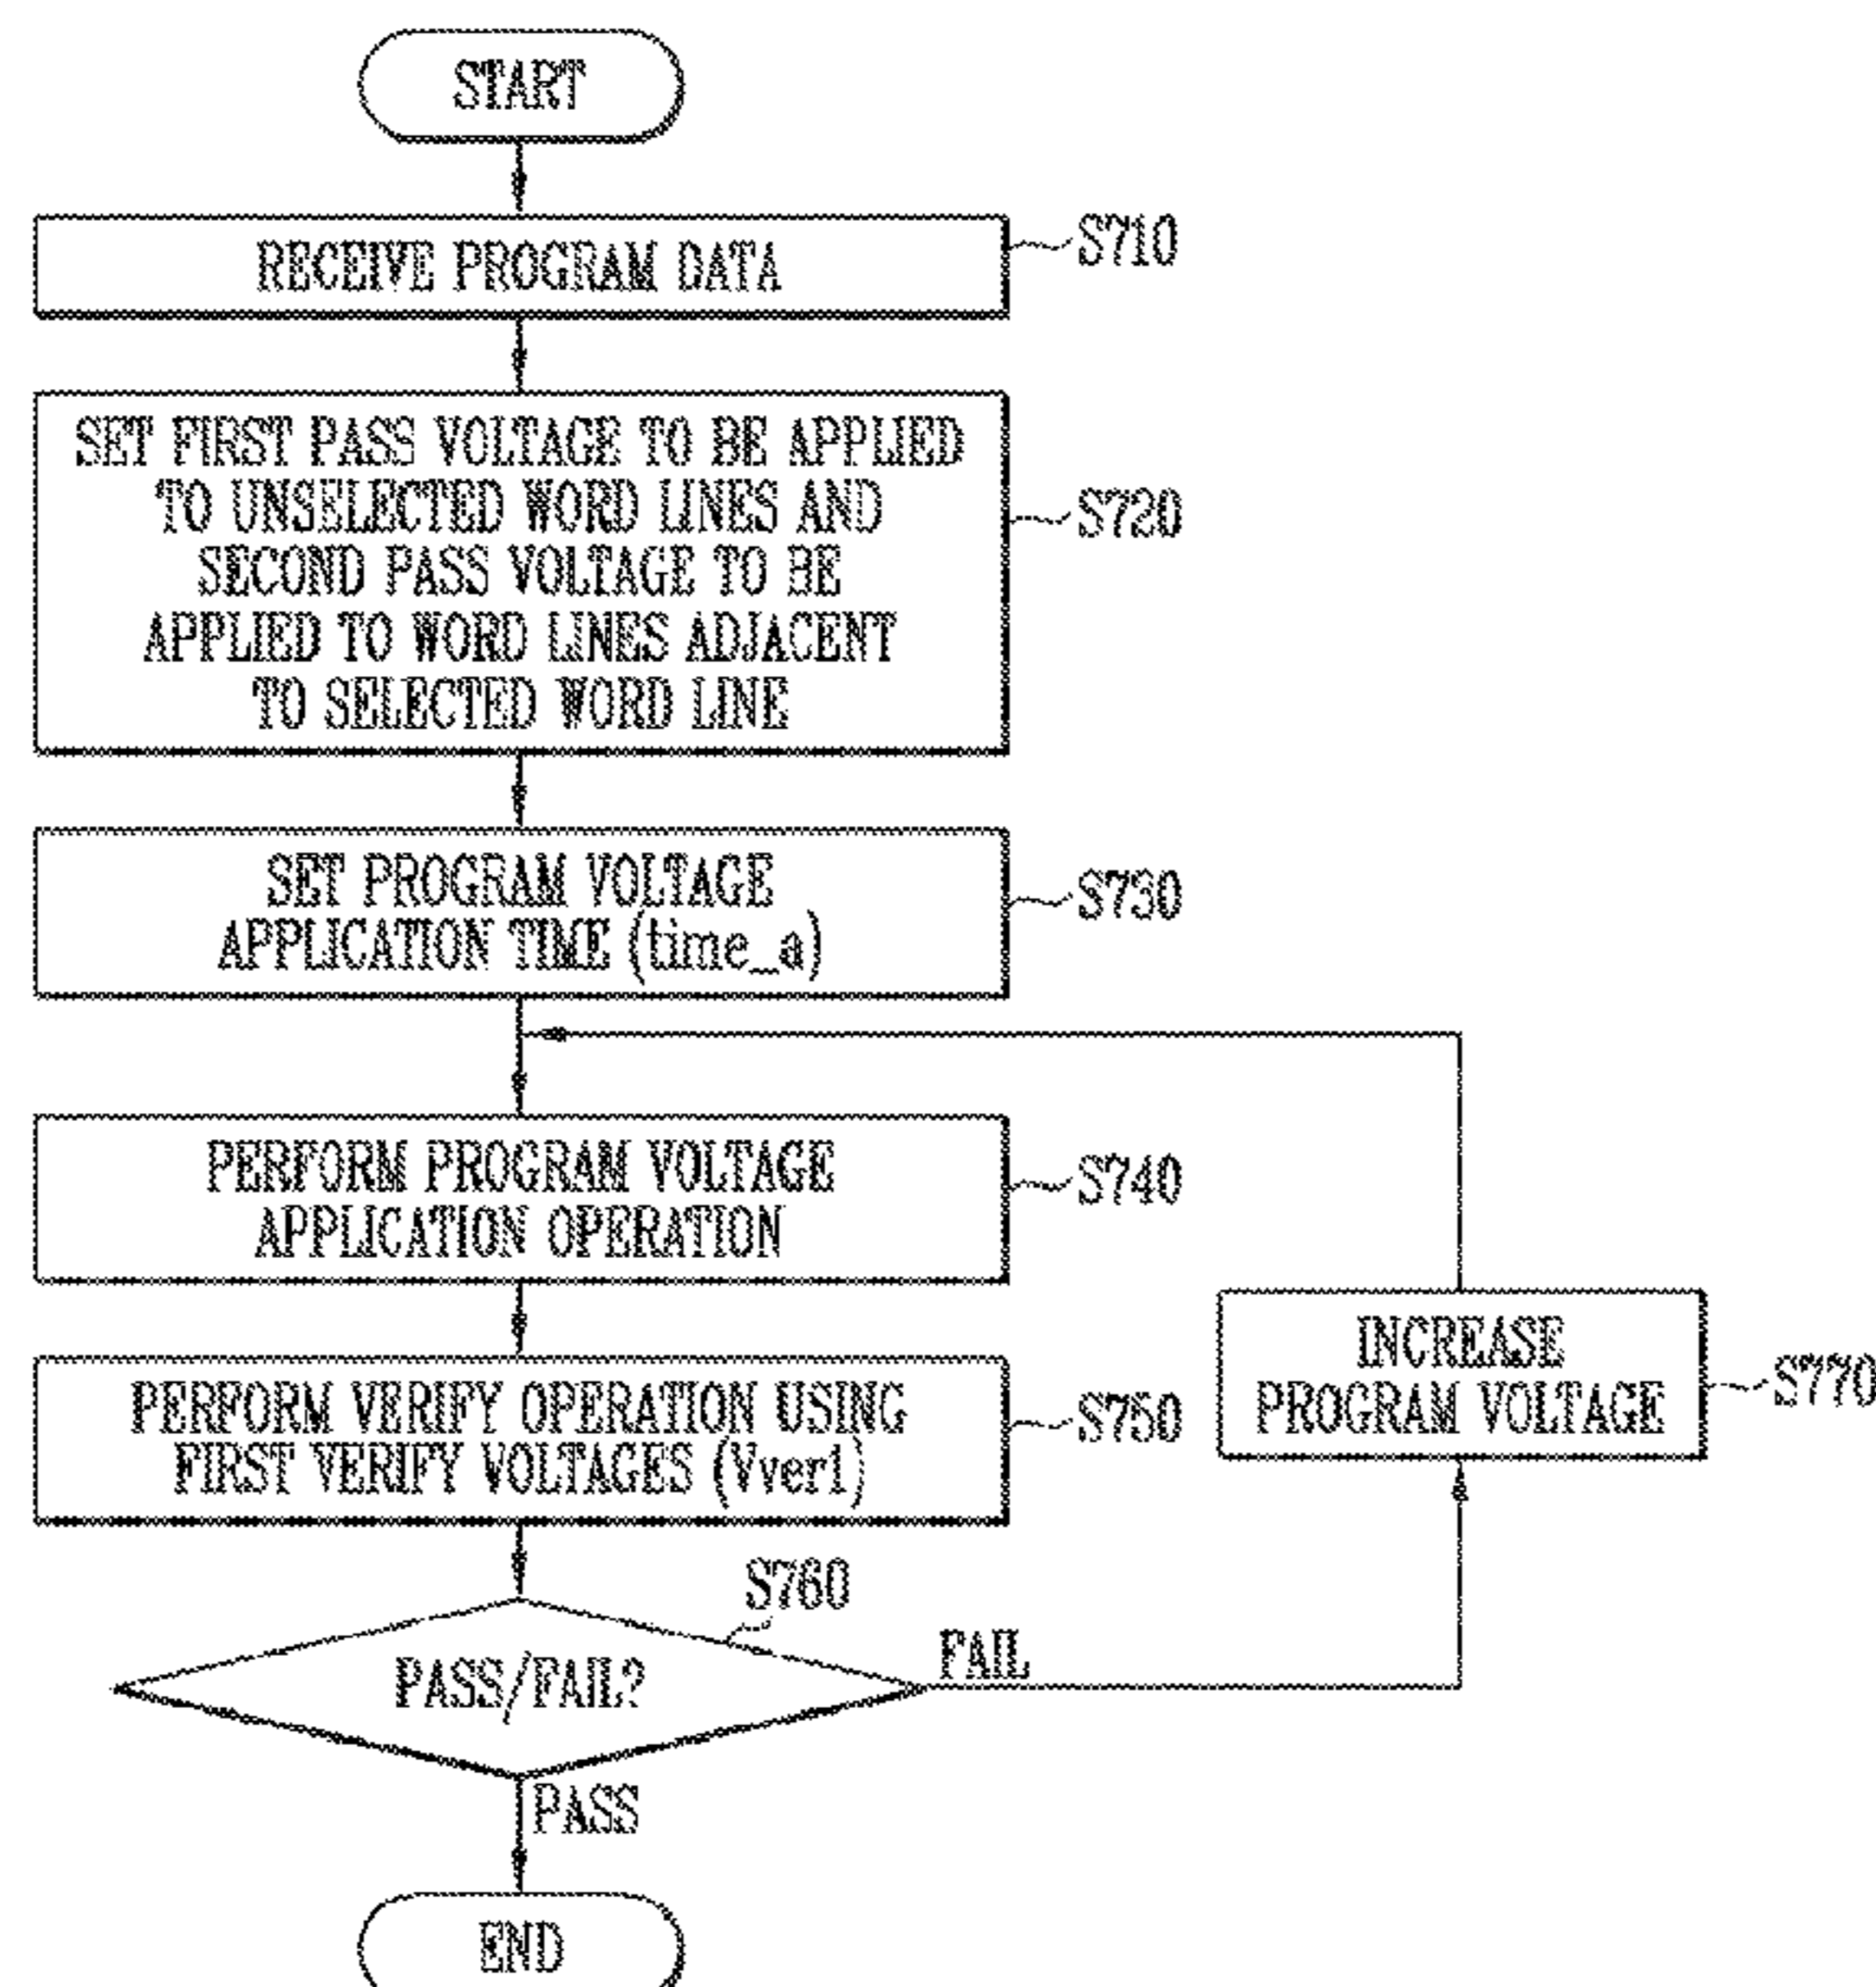 START
RECEIVE PROGRAM DATA
S710
SET FIRST PASS VOLTAGE TO BE APPLIED
TO UNSELECTED WORD LINES AND
SECOND PASS VOLTAGE TO BE
APPLIED TO WORD LINES ADJACENT
TO SELECTED WORD LINE
S720
SET PROGRAM VOLTAGE
APPLICATION TIME (time_a)
S730
PERFORM PROGRAM VOLTAGE
APPLICATION OPERATION
S740
PERFORM VERIFY OPERATION USING
FIRST VERIFY VOLTAGES (Vver1)
S750
INCREASE
PROGRAM VOLTAGE
S770
S760
PASS/FAIL?
FAIL
PASS
END